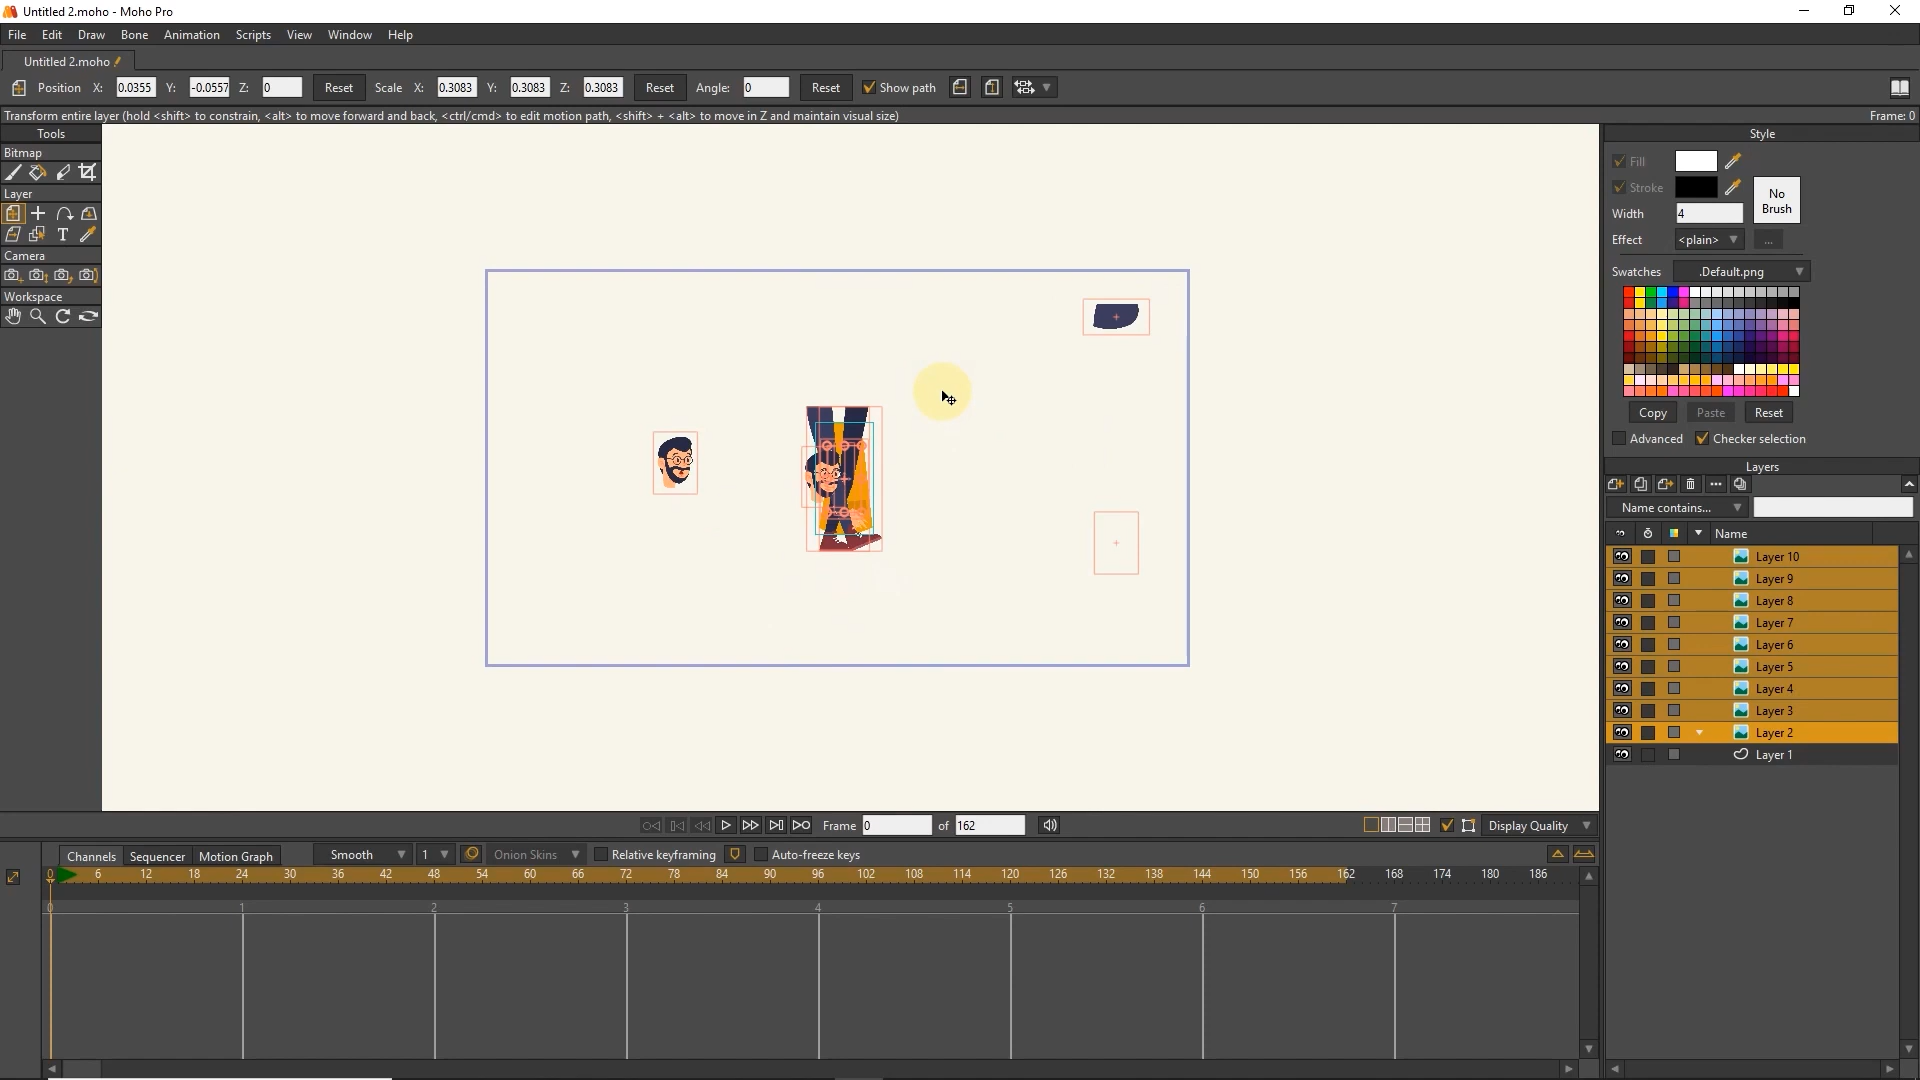 Untitled 2.moho - Moho Pro
File Edit Draw Bone Animation Scripts View Window Help
Untitled 2.moho
Position X: 0.0355 Y: -0.0557 Z: 0 Reset Scale X: 0.3083 Y: 0.3083 Z: 0.3083 Reset Angle: 0 Reset Show path
Transform entire layer (hold <shift> to constrain, <alt> to move forward and back, <ctrl/cmd> to edit motion path, <shift> + <alt> to move in Z and maintain visual size) Frame: 0
Tools
Bitmap
Layer
T
Camera
Workspace
Style
Fill
Stroke
No Brush
Width 4
Effect <plain> ...
Swatches .Default.png
Copy Paste Reset
Advanced Checker selection
Layers
Name contains...
Name
Layer 10
Layer 9
Layer 8
Layer 7
Layer 6
Layer 5
Layer 4
Layer 3
Layer 2
Layer 1
Frame 0 of 162 Display Quality
Channels Sequencer Motion Graph Smooth 1 Onion Skins Relative keyframing Auto-freeze keys
0 6 12 18 24 30 36 42 48 54 60 66 72 78 84 90 96 102 108 114 120 126 132 138 144 150 156 162 168 174 180 186
0 1 2 3 4 5 6 7